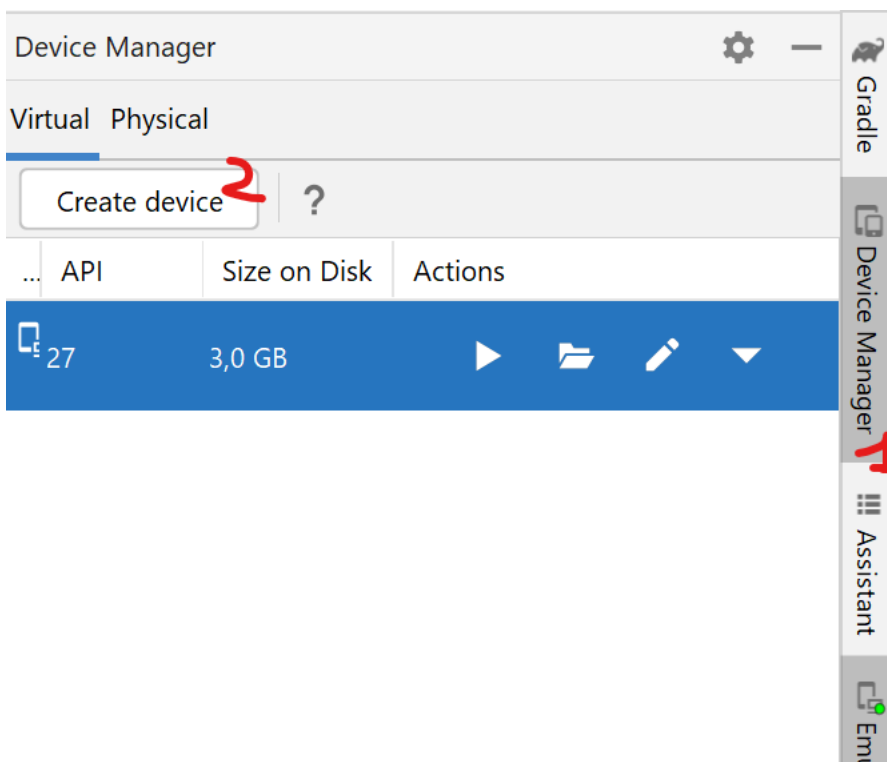 Device Manager
Virtual Physical
Create device ?
2
... API Size on Disk Actions
27 3,0 GB
Gradle
Device Manager
1
Assistant
Emu